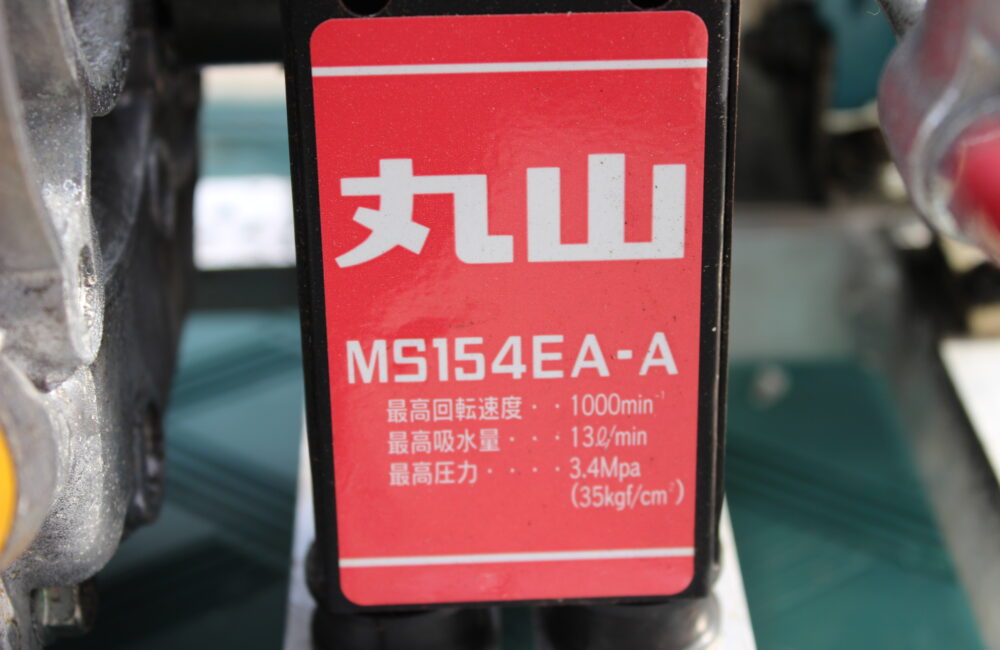 丸山
MS154EA-A
最高回転速度・・1000min⁻¹
最高吸水量・・・13ℓ/min
最高圧力・・・・3.4Mpa
(35kgf/cm²)